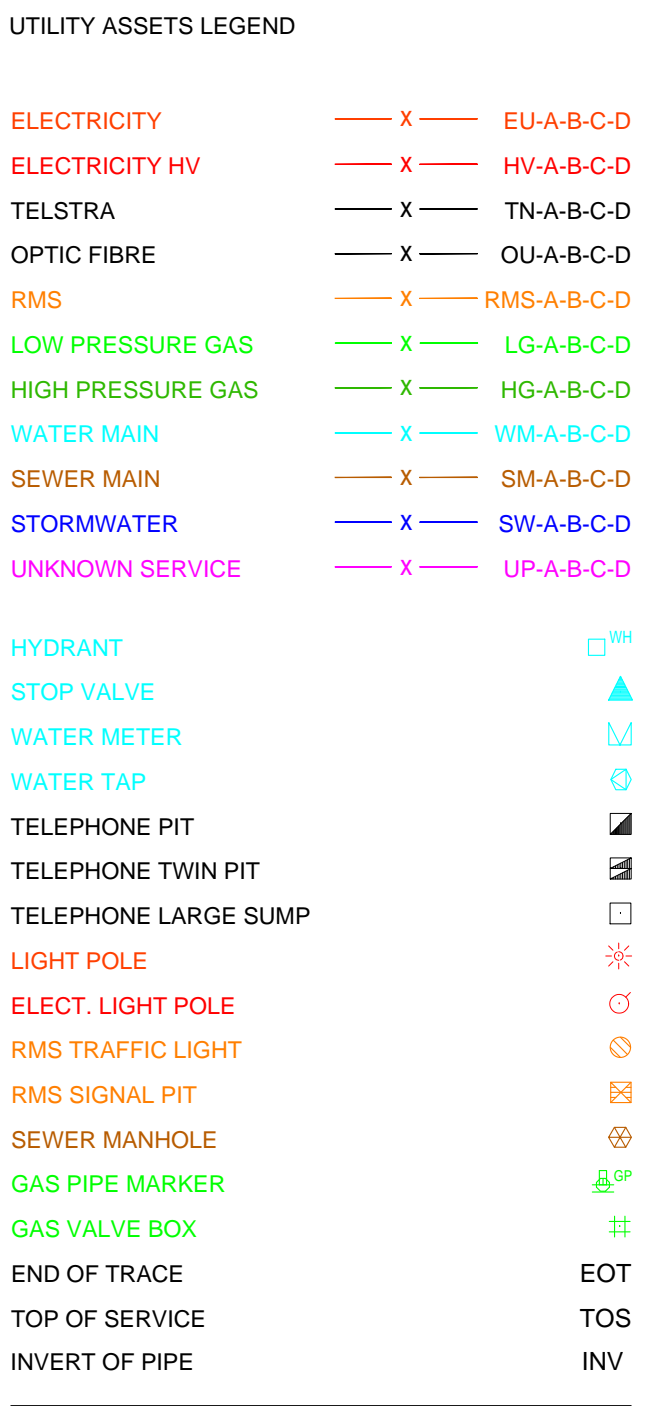 UTILITY ASSETS LEGEND
ELECTRICITY X EU-A-B-C-D
ELECTRICITY HV X HV-A-B-C-D
TELSTRA X TN-A-B-C-D
OPTIC FIBRE X OU-A-B-C-D
RMS X RMS-A-B-C-D
LOW PRESSURE GAS X LG-A-B-C-D
HIGH PRESSURE GAS X HG-A-B-C-D
WATER MAIN X WM-A-B-C-D
SEWER MAIN X SM-A-B-C-D
STORMWATER X SW-A-B-C-D
UNKNOWN SERVICE X UP-A-B-C-D
HYDRANT WH
STOP VALVE
WATER METER
WATER TAP
TELEPHONE PIT
TELEPHONE TWIN PIT
TELEPHONE LARGE SUMP
LIGHT POLE
ELECT. LIGHT POLE
RMS TRAFFIC LIGHT
RMS SIGNAL PIT
SEWER MANHOLE
GAS PIPE MARKER GP
GAS VALVE BOX
END OF TRACE EOT
TOP OF SERVICE TOS
INVERT OF PIPE INV